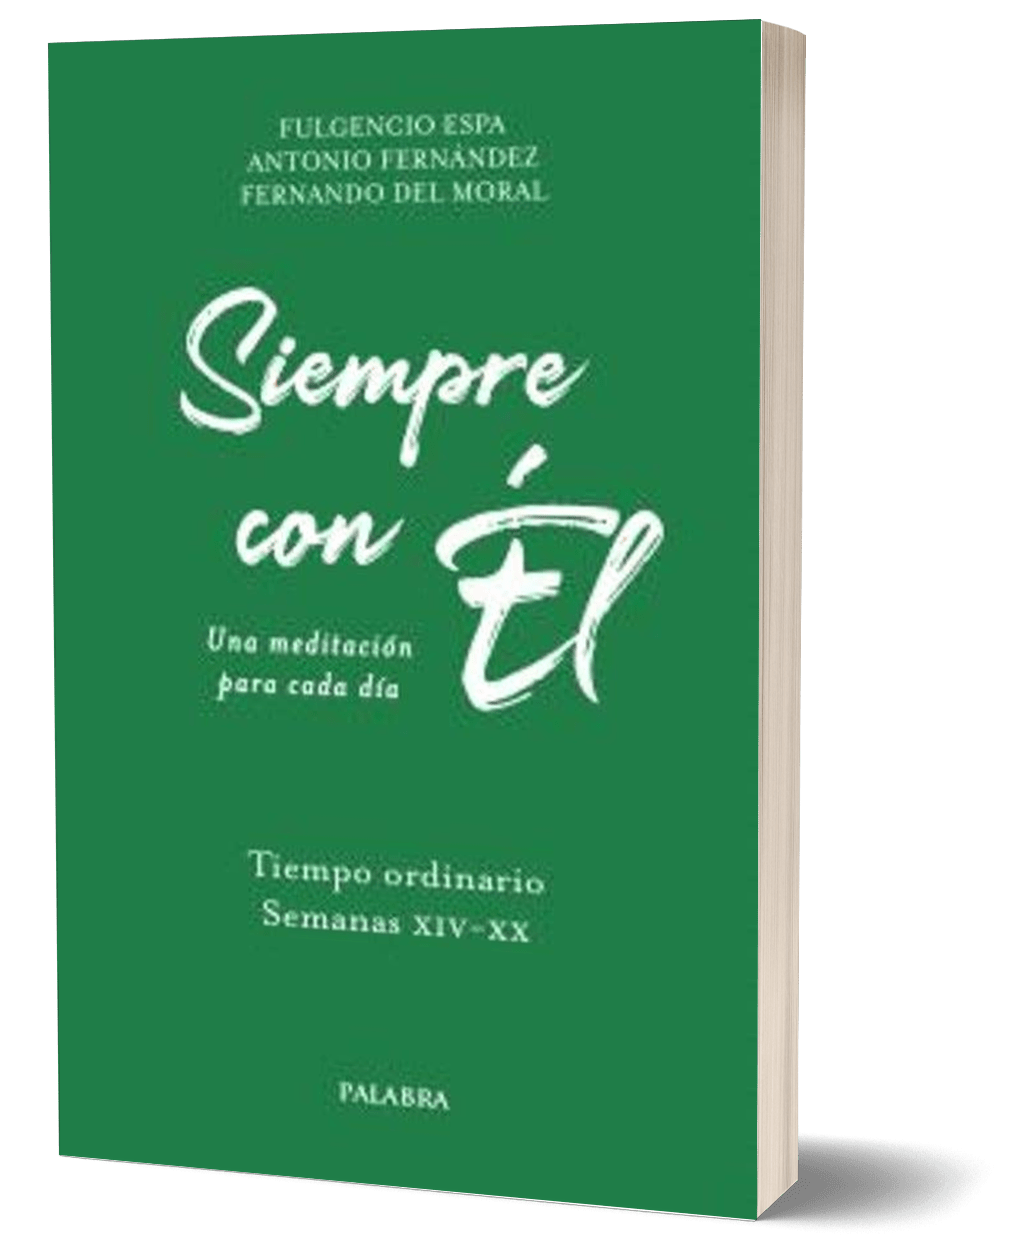 FULGENCIO ESPA
ANTONIO FERNÁNDEZ
FERNANDO DEL MORAL
Siempre
con Él
Una meditación
para cada día
Tiempo ordinario
Semanas XIV-XX
PALABRA